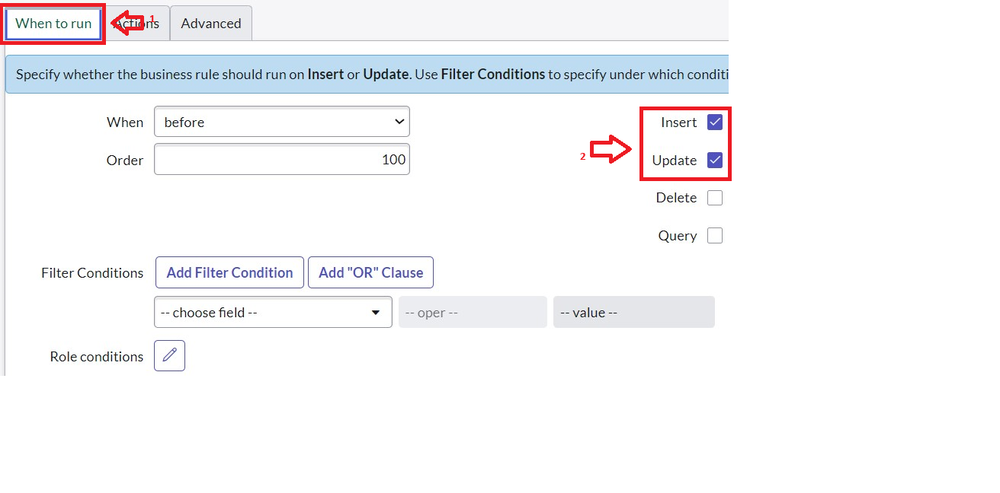 When to run 1 Actions Advanced
Specify whether the business rule should run on Insert or Update. Use Filter Conditions to specify under which conditi
When before Insert
2
Order 100 Update
Delete
Query
Filter Conditions Add Filter Condition Add "OR" Clause
-- choose field -- -- oper -- -- value --
Role conditions